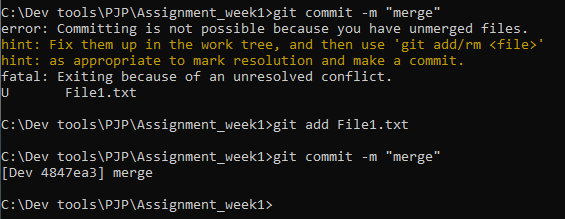 C:\Dev tools\PJP\Assignment_week1>git commit -m "merge"
error: Committing is not possible because you have unmerged files.
hint: Fix them up in the work tree, and then use 'git add/rm <file>'
hint: as appropriate to mark resolution and make a commit.
fatal: Exiting because of an unresolved conflict.
U       File1.txt
C:\Dev tools\PJP\Assignment_week1>git add File1.txt
C:\Dev tools\PJP\Assignment_week1>git commit -m "merge"
[Dev 4847ea3] merge
C:\Dev tools\PJP\Assignment_week1>